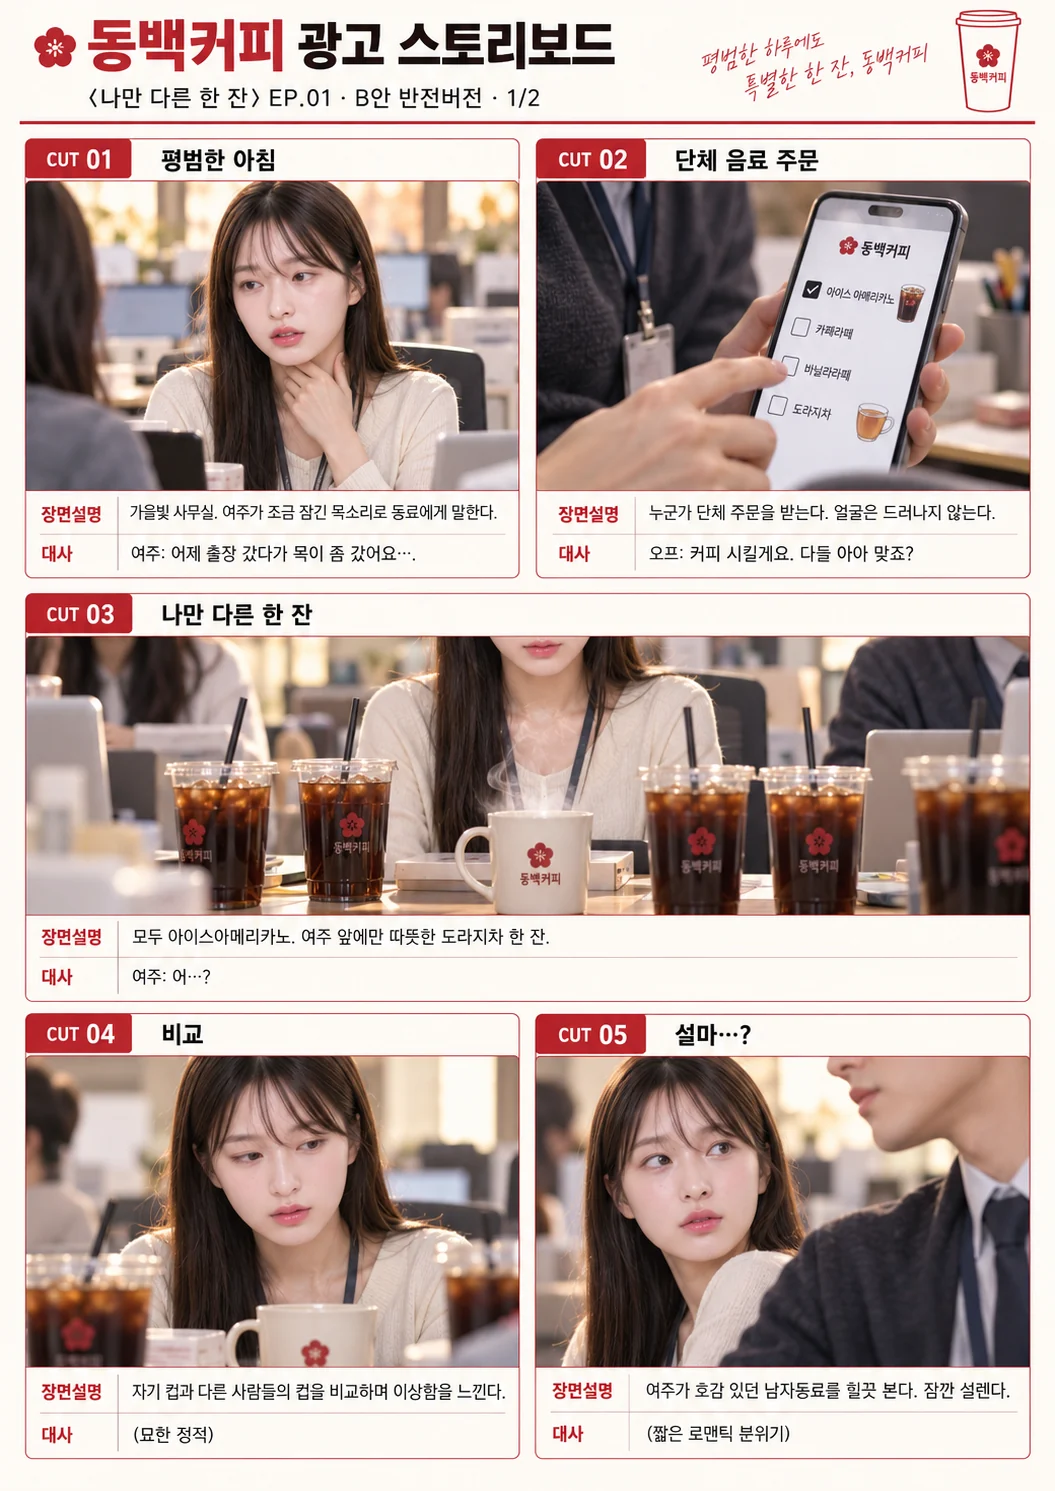 동백커피 광고 스토리보드
<나만 다른 한 잔> EP.01 · B안 반전버전 · 1/2
평범한 하루에도
특별한 한 잔, 동백커피
동백커피
CUT 01 평범한 아침
장면설명 가을빛 사무실. 여주가 조금 잠긴 목소리로 동료에게 말한다.
대사 여주: 어제 출장 갔다가 목이 좀 갔어요….
CUT 02 단체 음료 주문
동백커피
아이스 아메리카노
카페라떼
바닐라라떼
도라지차
장면설명 누군가 단체 주문을 받는다. 얼굴은 드러나지 않는다.
대사 오프: 커피 시킬게요. 다들 아아 맞죠?
CUT 03 나만 다른 한 잔
동백커피
동백커피
동백커피
동백커피
동백커피
장면설명 모두 아이스아메리카노. 여주 앞에만 따뜻한 도라지차 한 잔.
대사 여주: 어…?
CUT 04 비교
장면설명 자기 컵과 다른 사람들의 컵을 비교하며 이상함을 느낀다.
대사 (묘한 정적)
CUT 05 설마…?
장면설명 여주가 호감 있던 남자동료를 힐끗 본다. 잠깐 설렌다.
대사 (짧은 로맨틱 분위기)